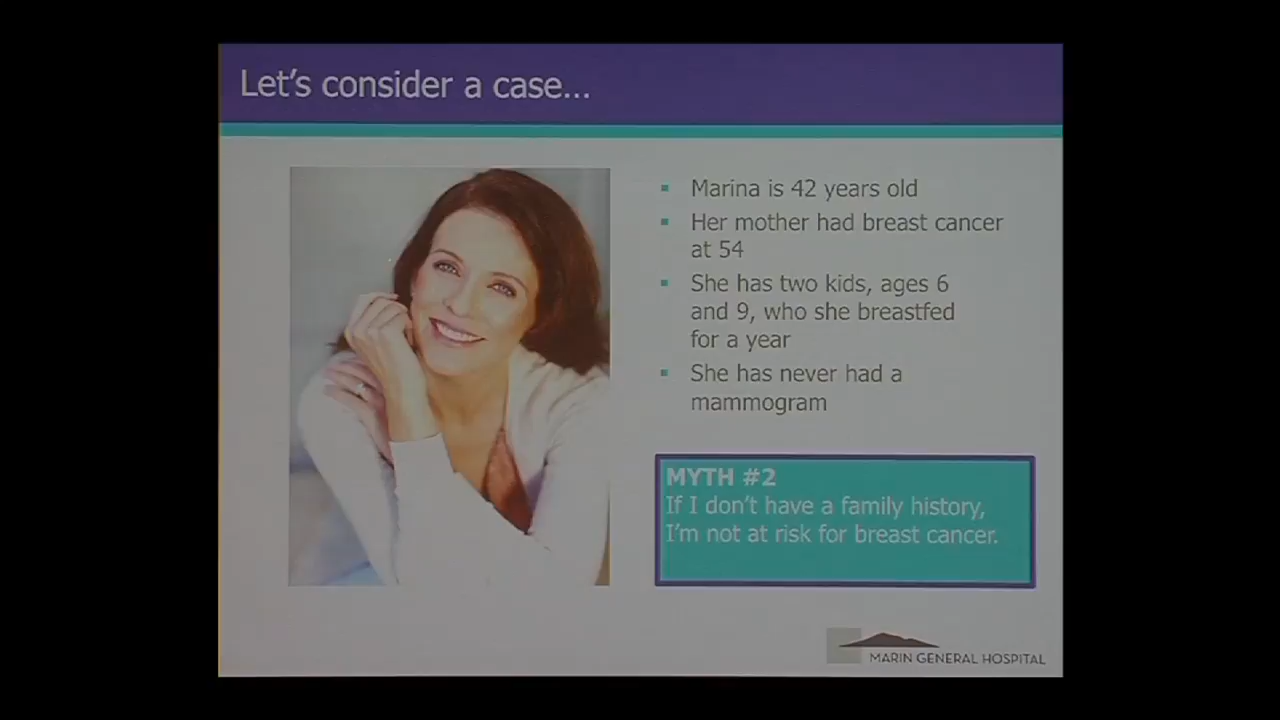 Let's consider a case...
▪ Marina is 42 years old
▪ Her mother had breast cancer
at 54
▪ She has two kids, ages 6
and 9, who she breastfed
for a year
▪ She has never had a
mammogram
MYTH #2
If I don't have a family history,
I'm not at risk for breast cancer.
MARIN GENERAL HOSPITAL